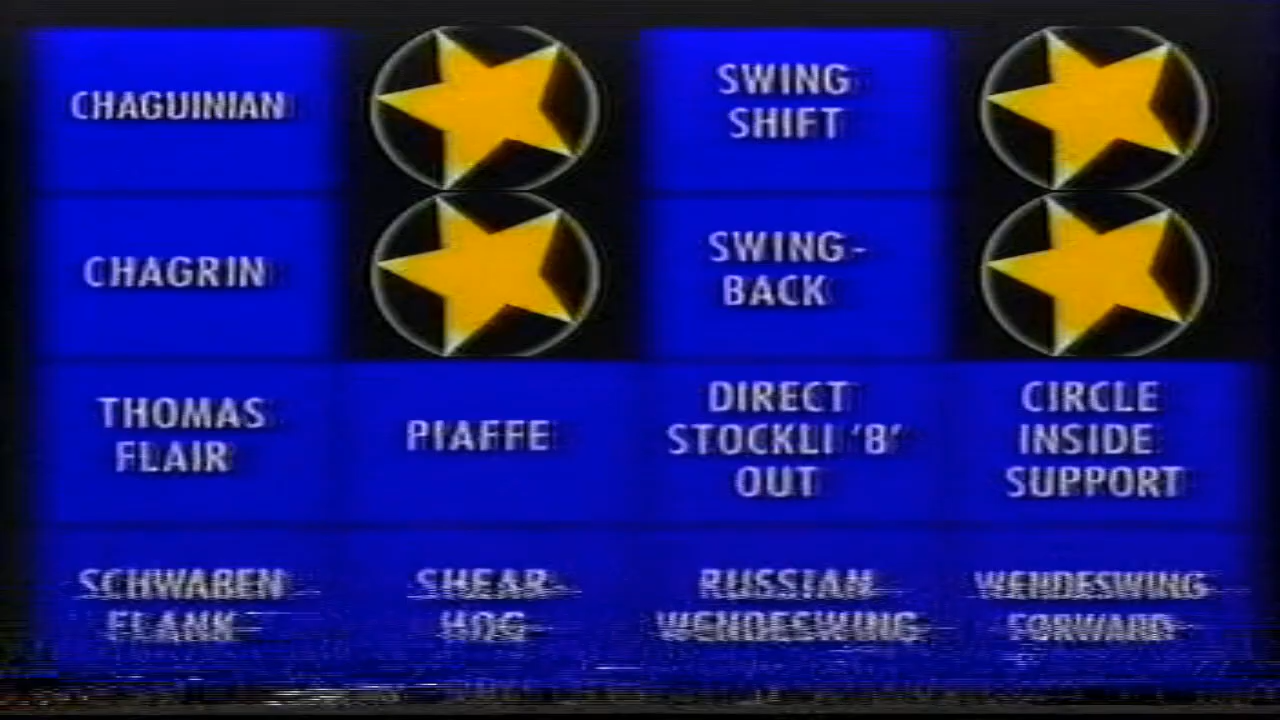 CHAGUINIAN
SWING
SHIFT
CHAGRIN
SWING-
BACK
THOMAS
FLAIR
PIAFFE
DIRECT
STOCKLI 'B'
OUT
CIRCLE
INSIDE
SUPPORT
SCHWABEN
FLANK
SHEAR-
HOG
RUSSIAN
WENDESWING
WENDESWING
FORWARD